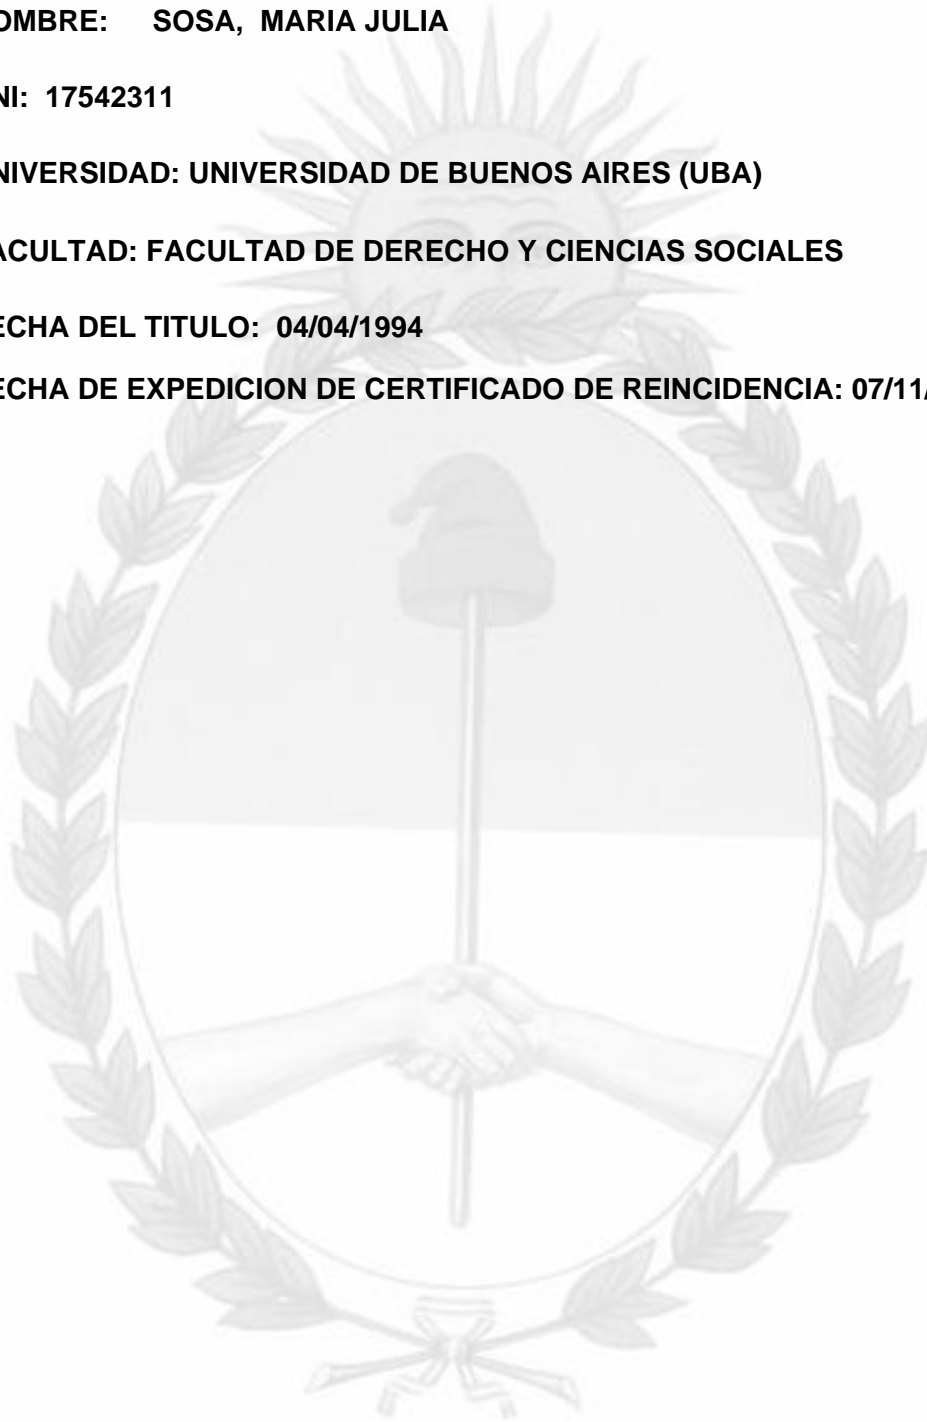 OMBRE: SOSA, MARIA JULIA
NI: 17542311
NIVERSIDAD: UNIVERSIDAD DE BUENOS AIRES (UBA)
ACULTAD: FACULTAD DE DERECHO Y CIENCIAS SOCIALES
ECHA DEL TITULO: 04/04/1994
ECHA DE EXPEDICION DE CERTIFICADO DE REINCIDENCIA: 07/11/